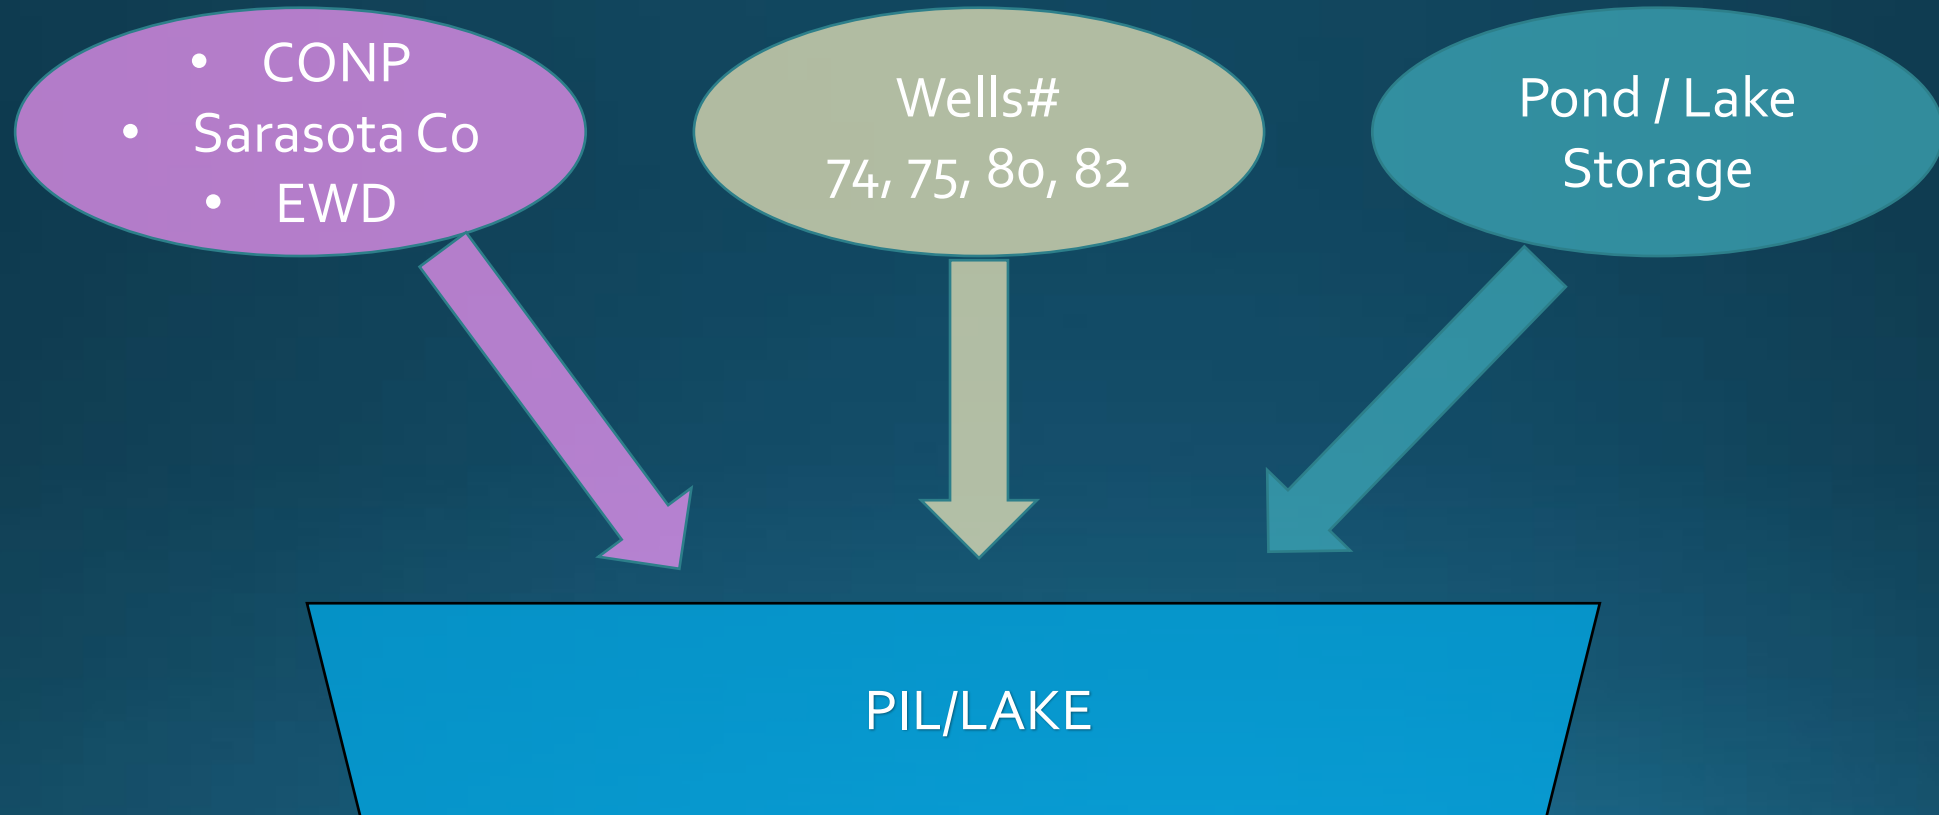 • CONP
• Sarasota Co
• EWD
Wells#
74, 75, 80, 82
Pond / Lake
Storage
PIL/LAKE